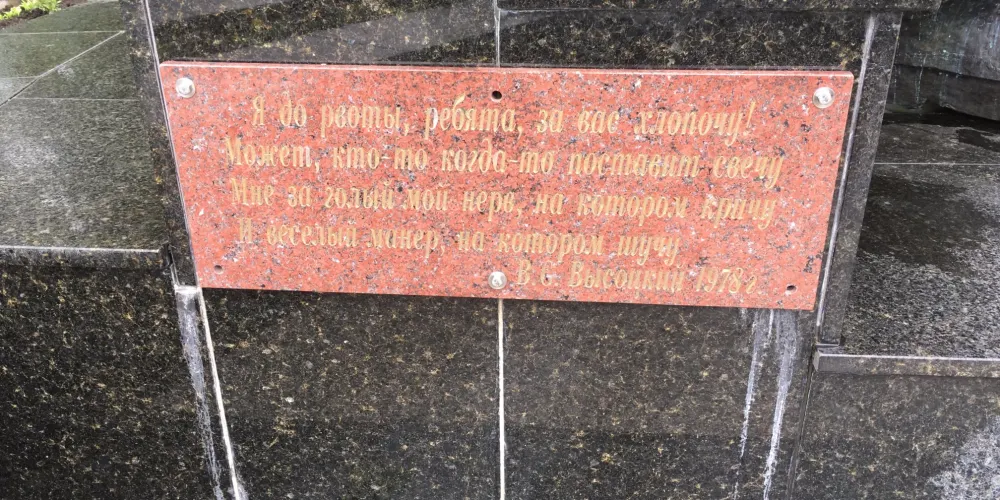 Я до рвоты, ребята, за вас хлопочу!
Может, кто-то когда-то поставит свечу
Мне за голый мой нерв, на котором кричу
И веселый манер, на котором шучу
В.С. Высоцкий 1978г.